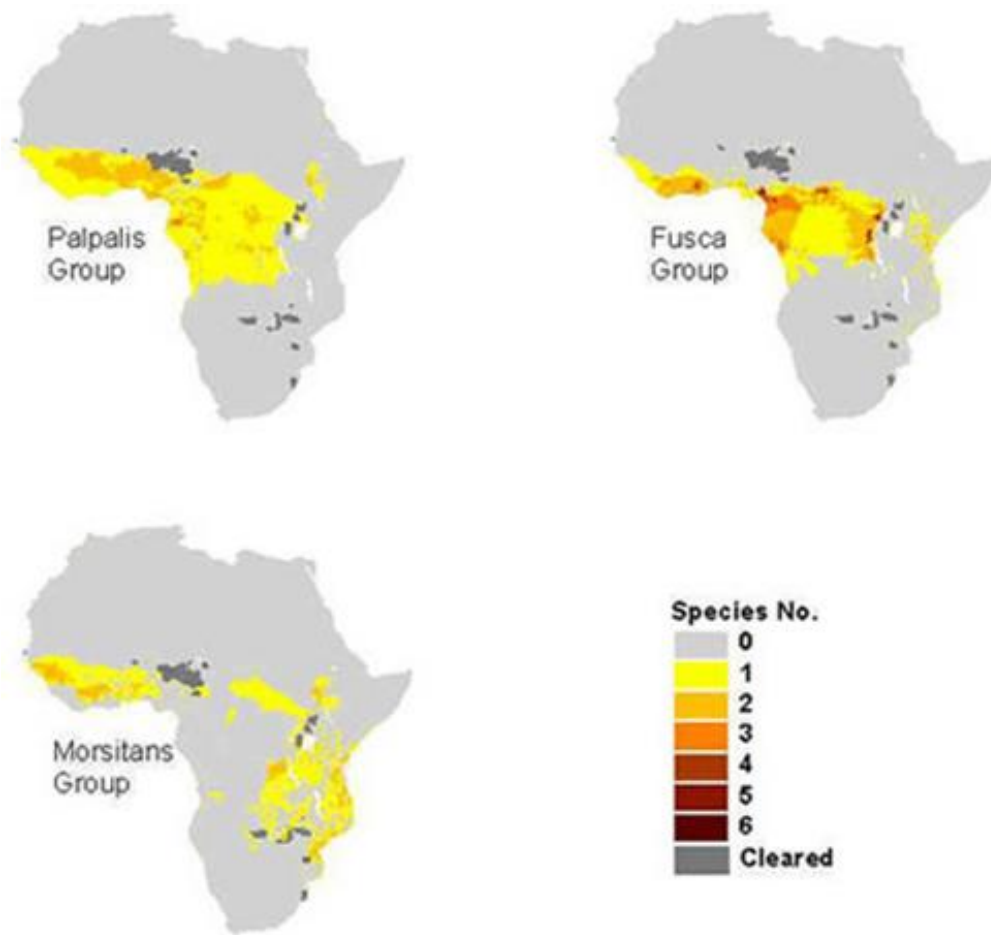 Palpalis
Group
Fusca
Group
Morsitans
Group
Species No.
0
1
2
3
4
5
6
Cleared